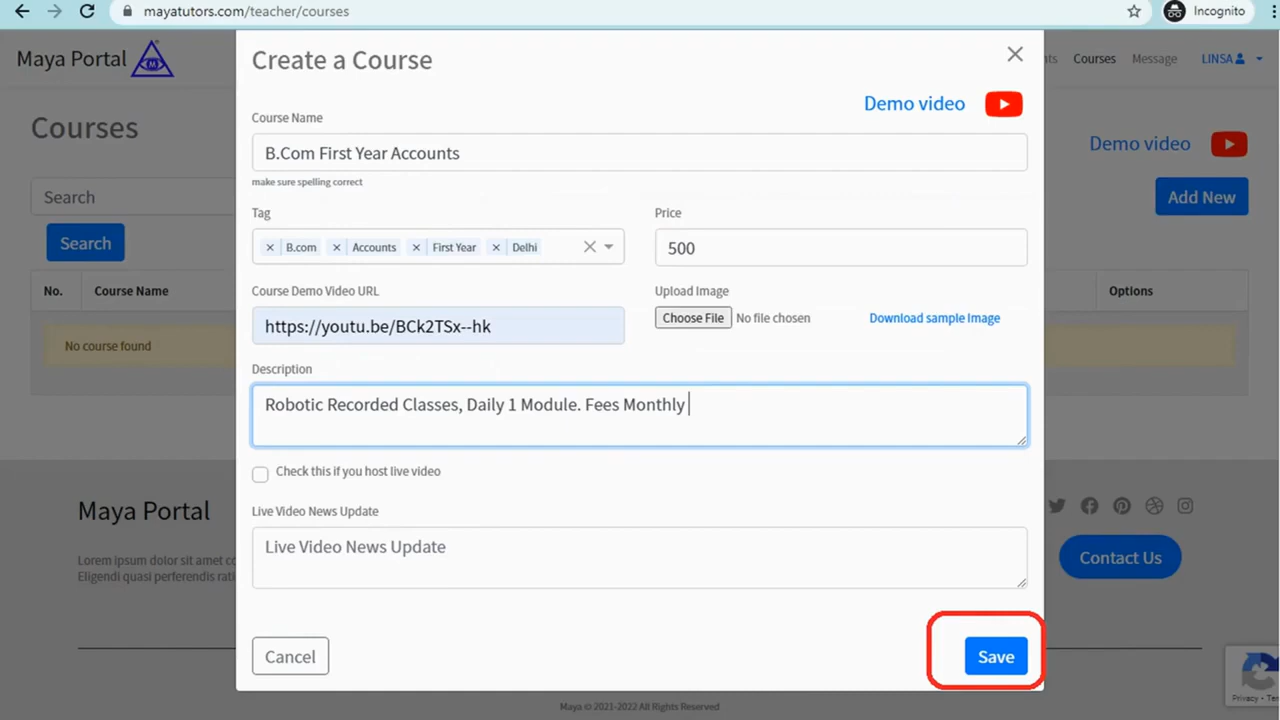 mayatutors.com/teacher/courses
Incognito
Maya Portal
nts Courses Message LINSA
Courses
Demo video
Search
Add New
Search
No. Course Name Options
No course found
Create a Course
Demo video
Course Name
B.Com First Year Accounts
make sure spelling correct
Tag Price
× B.com × Accounts × First Year × Delhi
500
Course Demo Video URL Upload Image
https://youtu.be/BCk2TSx--hk
Choose File No file chosen Download sample Image
Description
Robotic Recorded Classes, Daily 1 Module. Fees Monthly
Check this if you host live video
Live Video News Update
Live Video News Update
Cancel Save
Maya Portal
Lorem ipsum dolor sit amet co
Eligendi quasi perferendis rati
Contact Us
Privacy - Ter
Maya © 2021-2022 All Rights Reserved